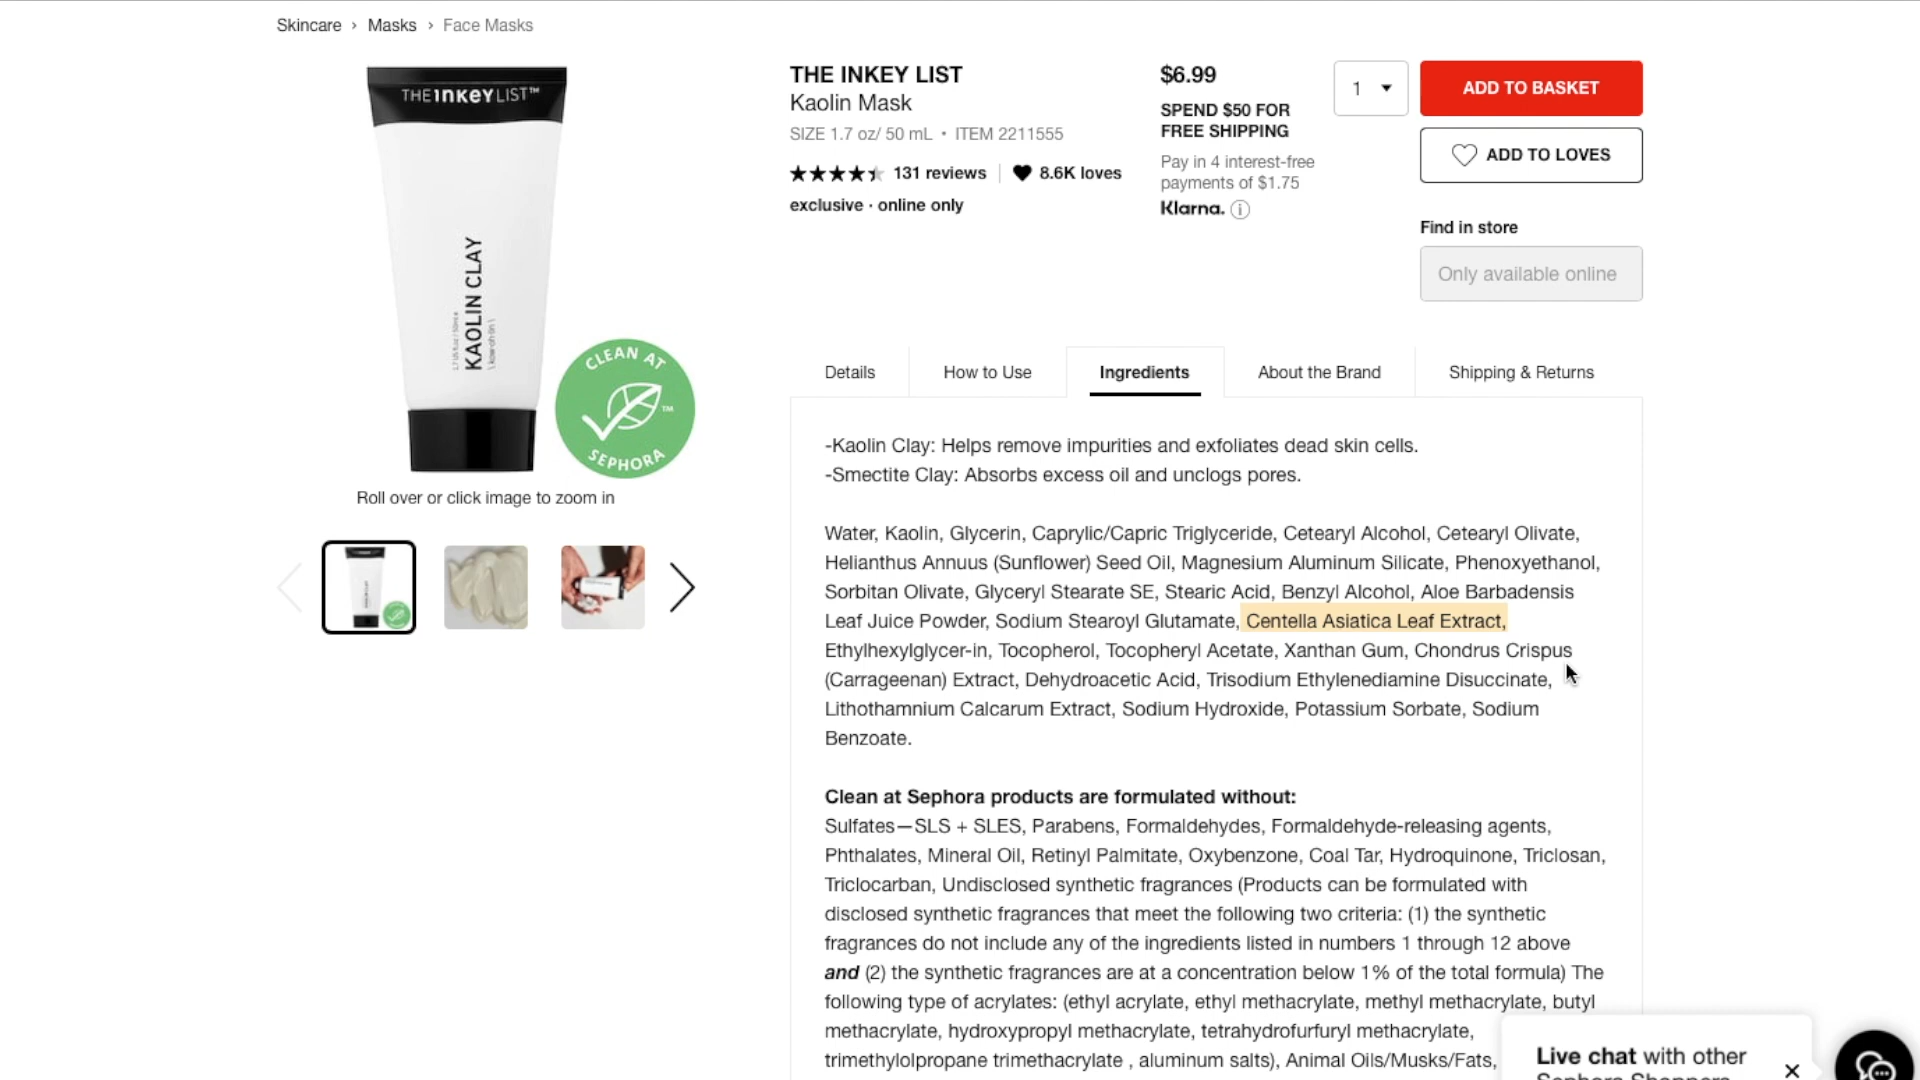 Skincare › Masks › Face Masks
THE INKEY LIST™
KAOLIN CLAY
CLEAN AT
™
SEPHORA
Roll over or click image to zoom in
THE INKEY LIST
Kaolin Mask
SIZE 1.7 oz/ 50 mL • ITEM 2211555
131 reviews
8.6K loves
exclusive · online only
$6.99
SPEND $50 FOR
FREE SHIPPING
Pay in 4 interest-free
payments of $1.75
Klarna.
1
ADD TO BASKET
ADD TO LOVES
Find in store
Only available online
Details
How to Use
Ingredients
About the Brand
Shipping & Returns
-Kaolin Clay: Helps remove impurities and exfoliates dead skin cells.
-Smectite Clay: Absorbs excess oil and unclogs pores.
Water, Kaolin, Glycerin, Caprylic/Capric Triglyceride, Cetearyl Alcohol, Cetearyl Olivate,
Helianthus Annuus (Sunflower) Seed Oil, Magnesium Aluminum Silicate, Phenoxyethanol,
Sorbitan Olivate, Glyceryl Stearate SE, Stearic Acid, Benzyl Alcohol, Aloe Barbadensis
Leaf Juice Powder, Sodium Stearoyl Glutamate, Centella Asiatica Leaf Extract,
Ethylhexylglycer-in, Tocopherol, Tocopheryl Acetate, Xanthan Gum, Chondrus Crispus
(Carrageenan) Extract, Dehydroacetic Acid, Trisodium Ethylenediamine Disuccinate,
Lithothamnium Calcarum Extract, Sodium Hydroxide, Potassium Sorbate, Sodium
Benzoate.
Clean at Sephora products are formulated without:
Sulfates—SLS + SLES, Parabens, Formaldehydes, Formaldehyde-releasing agents,
Phthalates, Mineral Oil, Retinyl Palmitate, Oxybenzone, Coal Tar, Hydroquinone, Triclosan,
Triclocarban, Undisclosed synthetic fragrances (Products can be formulated with
disclosed synthetic fragrances that meet the following two criteria: (1) the synthetic
fragrances do not include any of the ingredients listed in numbers 1 through 12 above
and (2) the synthetic fragrances are at a concentration below 1% of the total formula) The
following type of acrylates: (ethyl acrylate, ethyl methacrylate, methyl methacrylate, butyl
methacrylate, hydroxypropyl methacrylate, tetrahydrofurfuryl methacrylate,
trimethylolpropane trimethacrylate , aluminum salts), Animal Oils/Musks/Fats,
Live chat with other
Sephora Shoppers